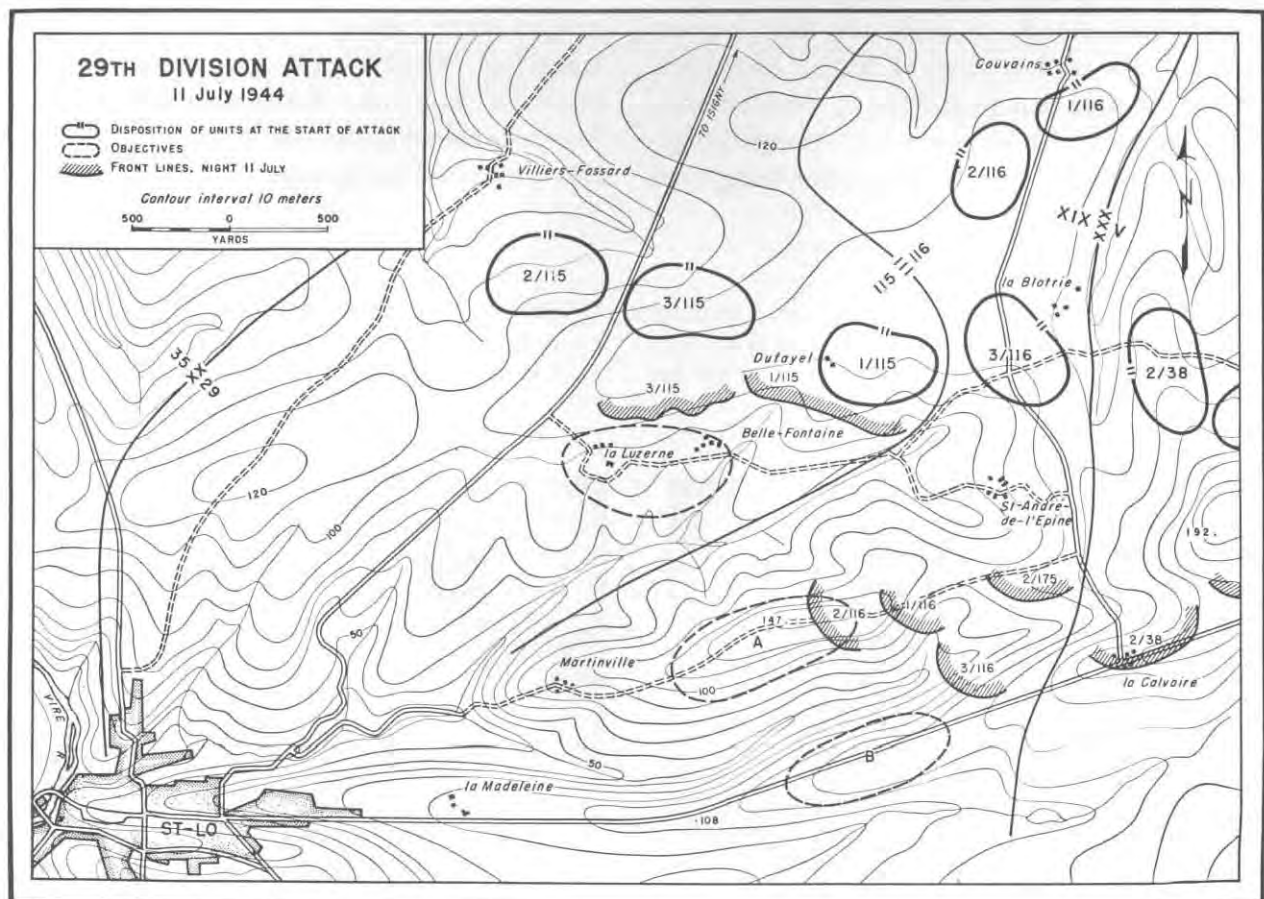 29TH DIVISION ATTACK
11 July 1944
DISPOSITION OF UNITS AT THE START OF ATTACK
OBJECTIVES
FRONT LINES, NIGHT 11 JULY
Contour interval 10 meters
500 0 500
YARDS
TO ISIGNY
Couvains
1/116
120
2/116
Villiers-Fossard
N
XIX XXX V
115 III 116
2/115
3/115
la Blotrie
35 XX 29
Dufayel
1/115
3/116
2/38
3/115
1/115
Belle-Fontaine
la Luzerne
120
100
St-Andre-
de-l'Epine
192
2/175
50
147
2/116
1/116
A
2/38
Martinville
3/116
100
la Calvaire
VIRE R
B
50
la Madeleine
108
ST-LO